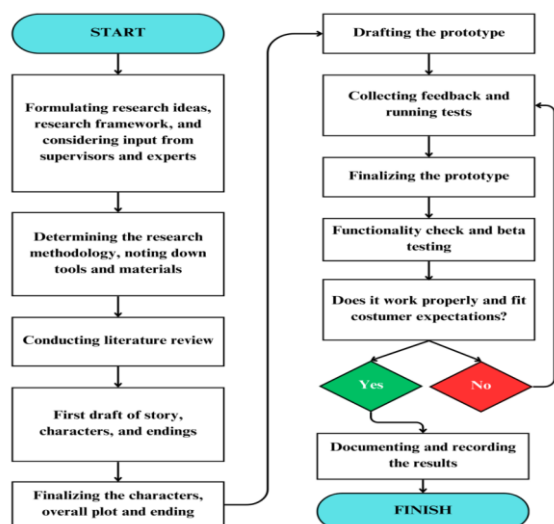 START
Formulating research ideas,
research framework, and
considering input from
supervisors and experts
Determining the research
methodology, noting down
tools and materials
Conducting literature review
First draft of story,
characters, and endings
Finalizing the characters,
overall plot and ending
Drafting the prototype
Collecting feedback and
running tests
Finalizing the prototype
Functionality check and beta
testing
Does it work properly and fit
costumer expectations?
Yes
No
Documenting and recording
the results
FINISH